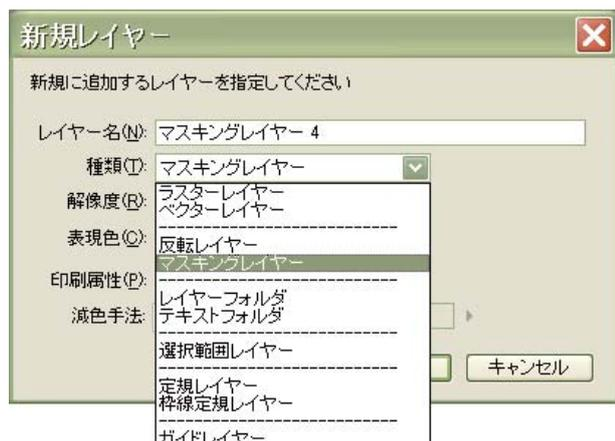 新規レイヤー
新規に追加するレイヤーを指定してください
レイヤー名(N): マスキングレイヤー 4
種類(T): マスキングレイヤー
解像度(R):
表現色(C):
印刷属性(P):
減色手法:
ラスターレイヤー
ベクターレイヤー
反転レイヤー
マスキングレイヤー
レイヤーフォルダ
テキストフォルダ
選択範囲レイヤー
定規レイヤー
枠線定規レイヤー
ガイドレイヤー
キャンセル